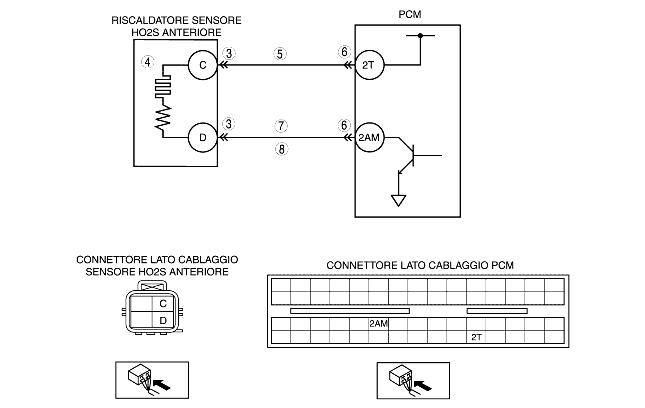 RISCALDATORE SENSORE
HO2S ANTERIORE
PCM
4
C
3
5
6
2T
D
3
7
8
6
2AM
CONNETTORE LATO CABLAGGIO
SENSORE HO2S ANTERIORE
C
D
CONNETTORE LATO CABLAGGIO PCM
2AM
2T